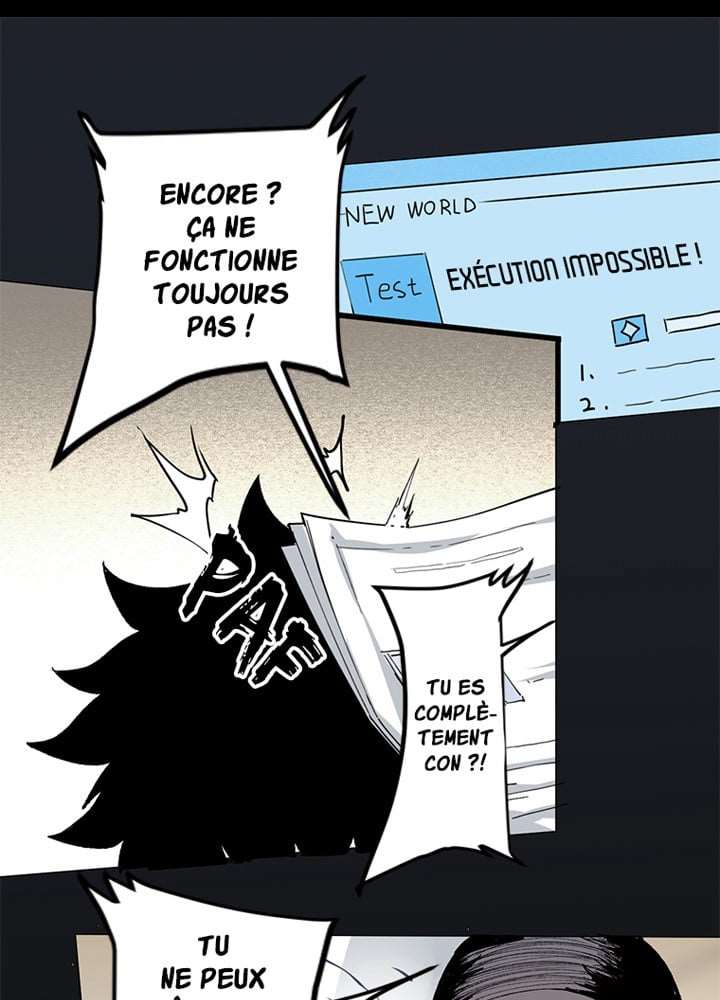 ENCORE ?
ÇA NE
FONCTIONNE
TOUJOURS
PAS !
NEW WORLD
Test
EXÉCUTION IMPOSSIBLE !
1.
2.
PAF
TU ES
COMPLÈ-
TEMENT
CON ?!
TU
NE PEUX